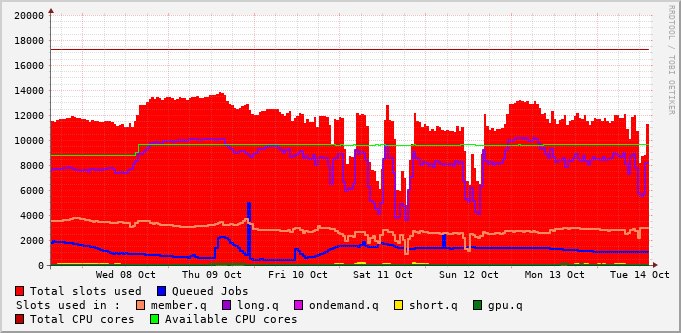 RRDTOOL / TOBI OETIKER
20000
18000
16000
14000
12000
10000
8000
6000
4000
2000
0
Wed 08 Oct Thu 09 Oct Fri 10 Oct Sat 11 Oct Sun 12 Oct Mon 13 Oct Tue 14 Oct
Total slots used Queued Jobs
Slots used in : member.q long.q ondemand.q short.q gpu.q
Total CPU cores Available CPU cores